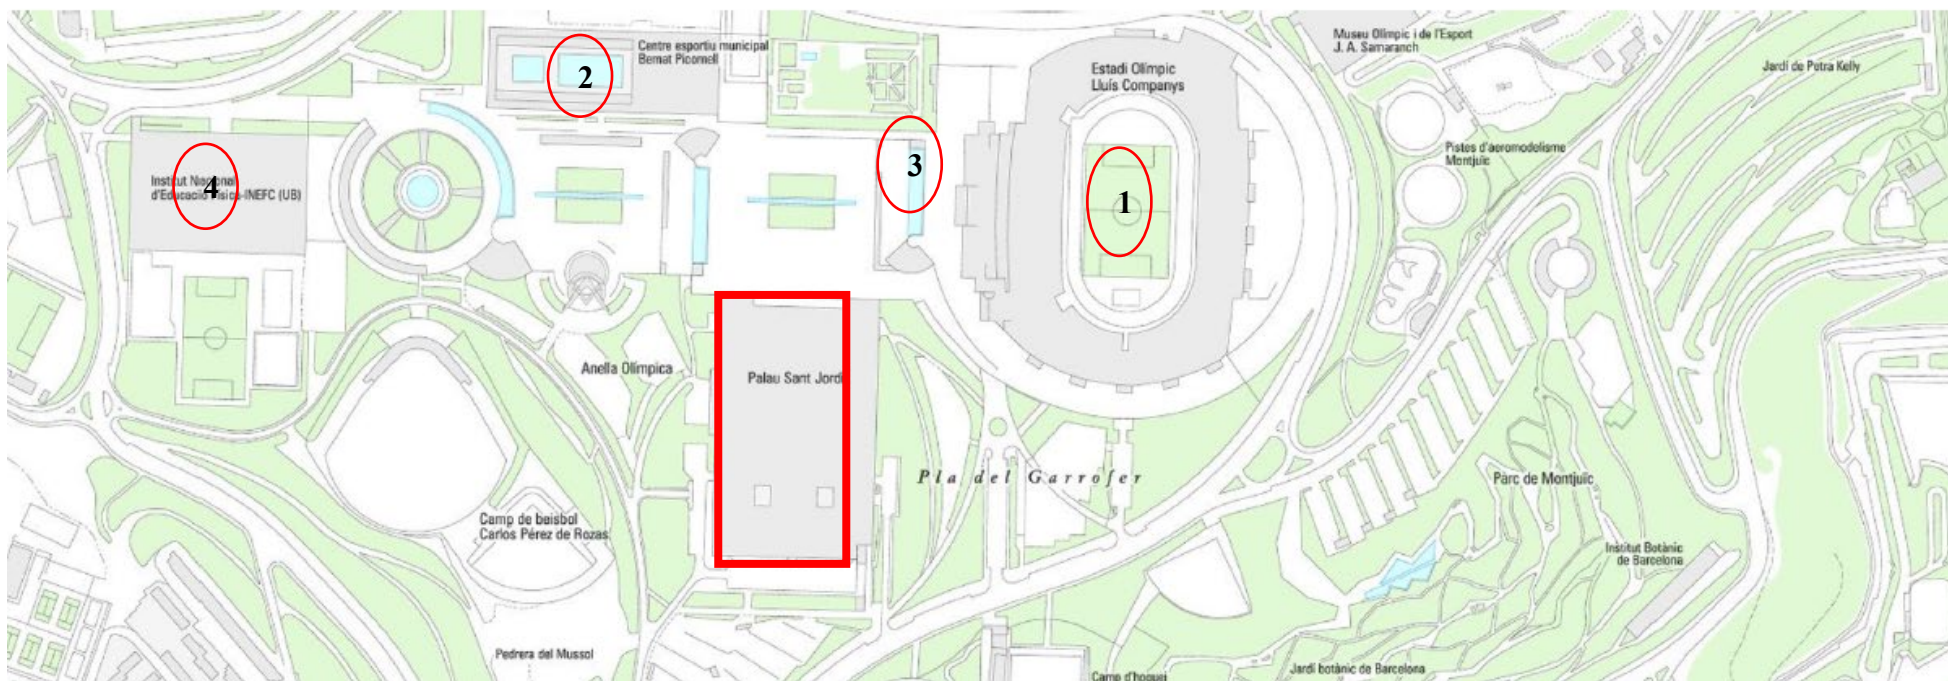 Centre esportiu municipal
Bernat Picornell
2
Museu Olímpic i de l'Esport
J. A. Samaranch
Estadi Olímpic
Lluís Companys
Jardí de Petra Kelly
3
Pistes d'aeromodelisme
Montjuïc
Institut Nacional
d'Educació Física-INEFC (UB)
4
1
Anella Olímpica
Palau Sant Jordi
Pla del Garrofer
Parc de Montjuïc
Camp de beisbol
Carlos Pérez de Rozas
Institut Botànic
de Barcelona
Pedrera del Mussol
Jardí botànic de Barcelona
Camp d'hoquei